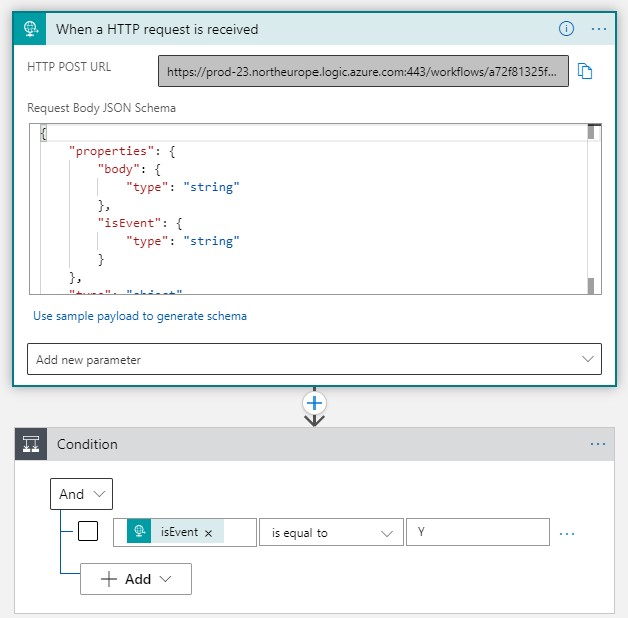 When a HTTP request is received
HTTP POST URL
https://prod-23.northeurope.logic.azure.com:443/workflows/a72f81325f...
Request Body JSON Schema
{
"properties": {
"body": {
"type": "string"
},
"isEvent": {
"type": "string"
}
},
"type": "object"
Use sample payload to generate schema
Add new parameter
Condition
And
isEvent ×
is equal to
Y
Add